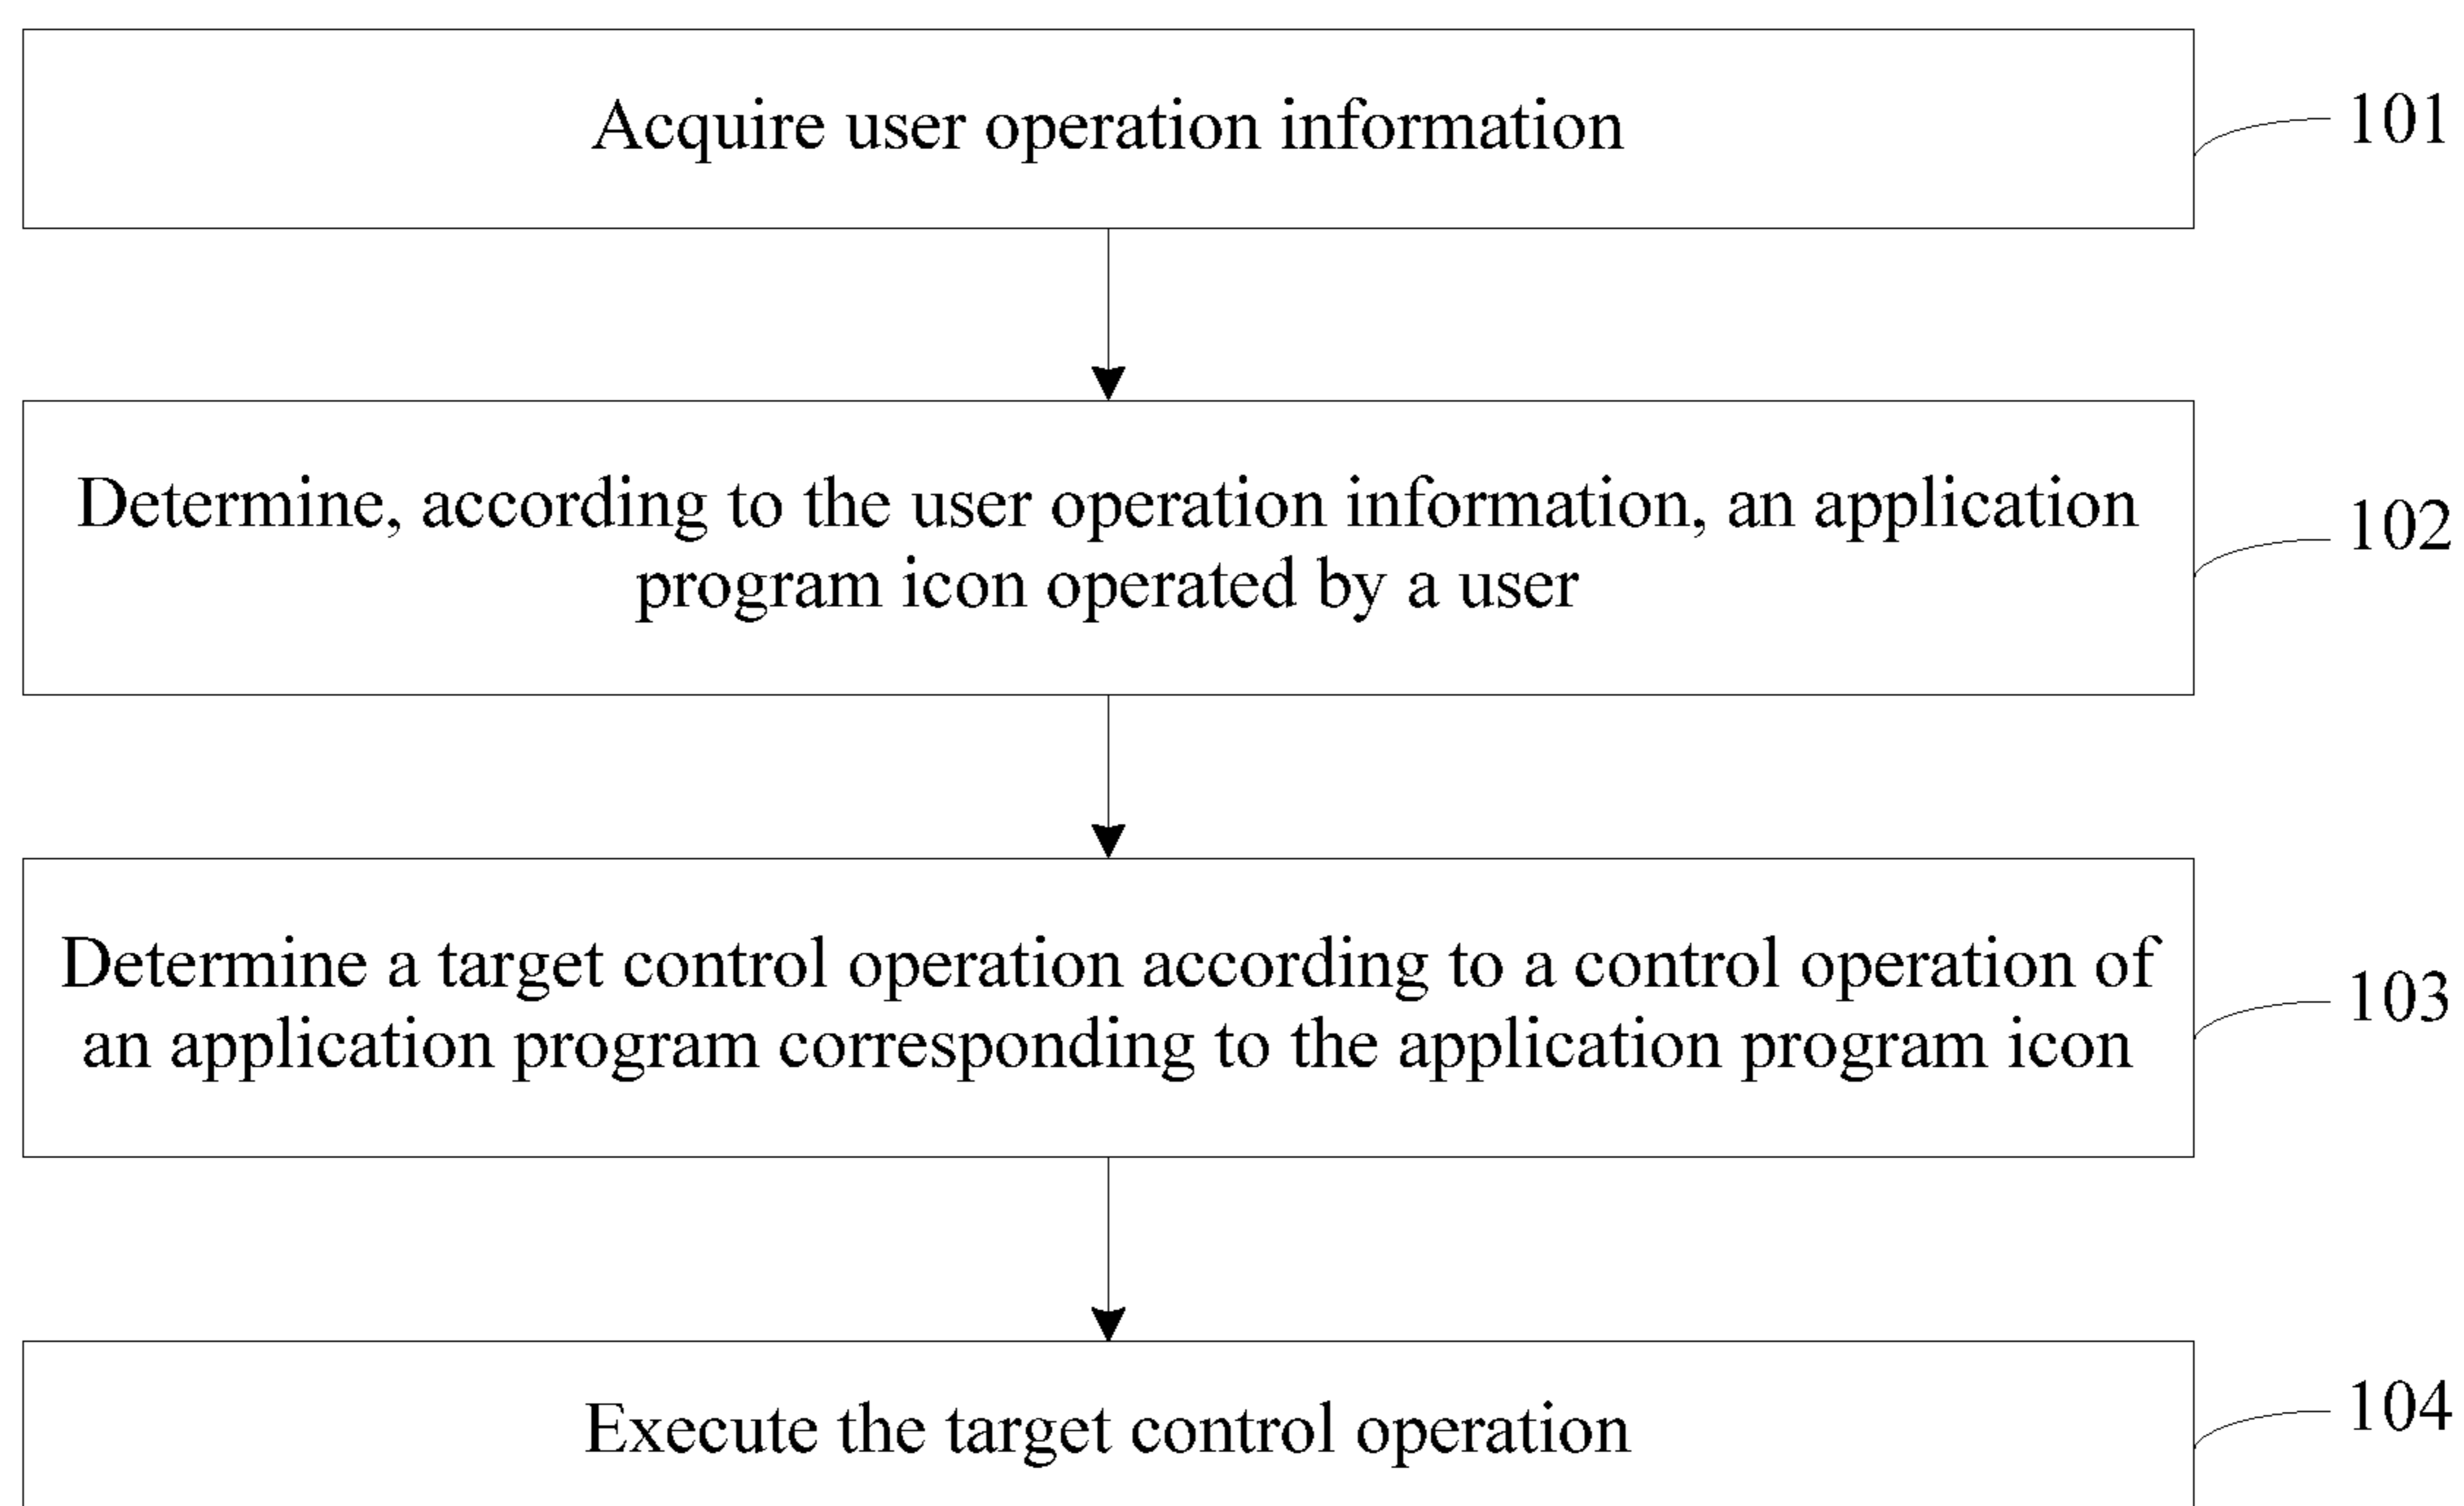 Acquire user operation information
101
Determine, according to the user operation information, an application
program icon operated by a user
102
Determine a target control operation according to a control operation of
an application program corresponding to the application program icon
103
Execute the target control operation
104